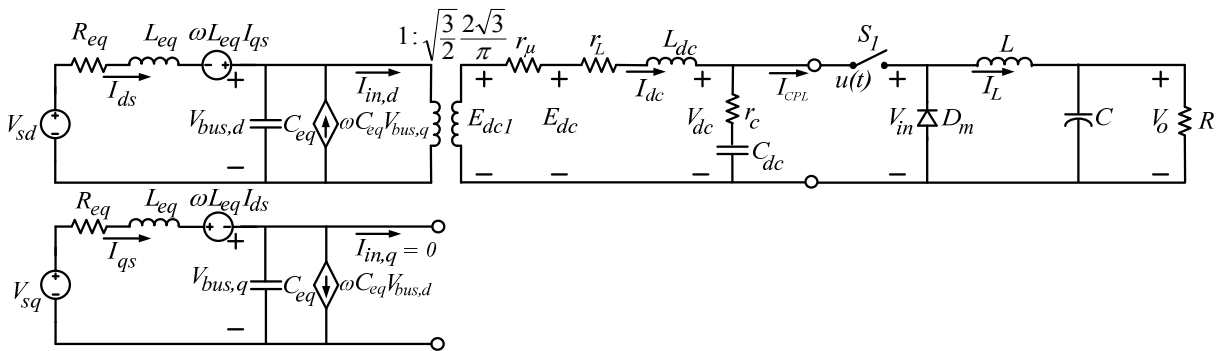 R_eq L_eq ωL_eq I_qs 1:√(3/2) 2√3/π r_μ r_L L_dc S_1 L
I_ds I_in,d I_dc I_CPL u(t) I_L
V_sd V_bus,d C_eq ωC_eq V_bus,q E_dc1 E_dc V_dc r_c C_dc V_in D_m C V_o R
R_eq L_eq ωL_eq I_ds
I_qs I_in,q = 0
V_sq V_bus,q C_eq ωC_eq V_bus,d